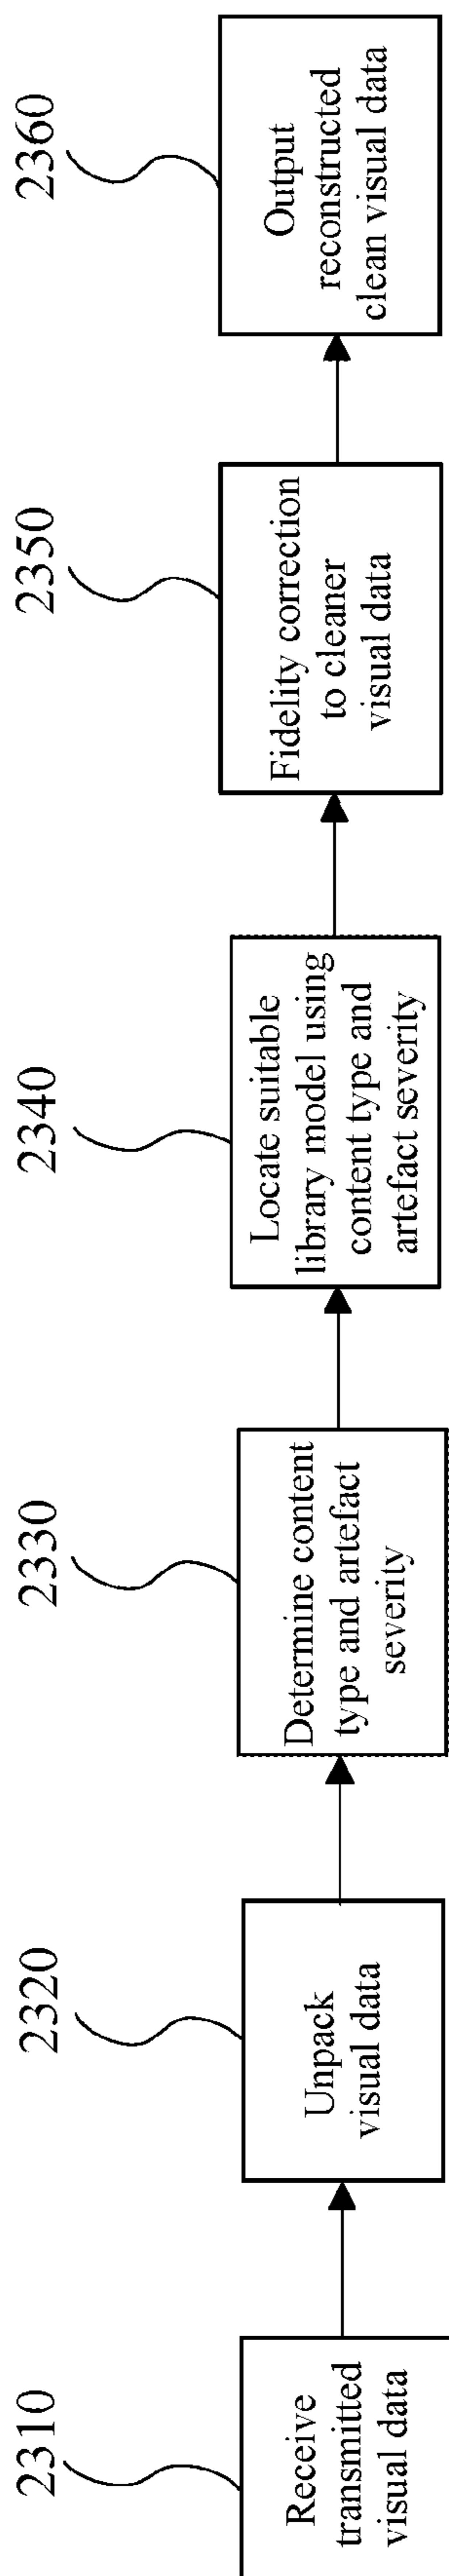 2310
Receive
transmitted
visual data
2320
Unpack
visual data
2330
Determine content
type and artefact
severity
2340
Locate suitable
library model using
content type and
artefact severity
2350
Fidelity correction
to cleaner
visual data
2360
Output
reconstructed
clean visual data